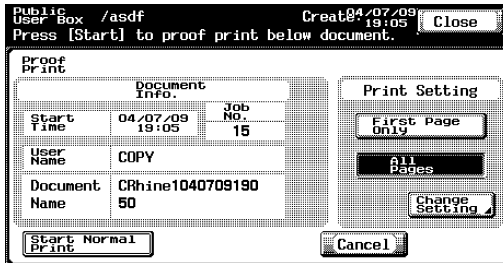 Public
User Box /asdf Creat04/07/09
19:05 Close
Press [Start] to proof print below document.
Proof
Print
Document
Info.
Print Setting
Start
Time 04/07/09
19:05 Job
No.
15
First Page
Only
User
Name COPY
All
Pages
Document
Name CRhine1040709190
50
Change
Setting
Start Normal
Print
Cancel